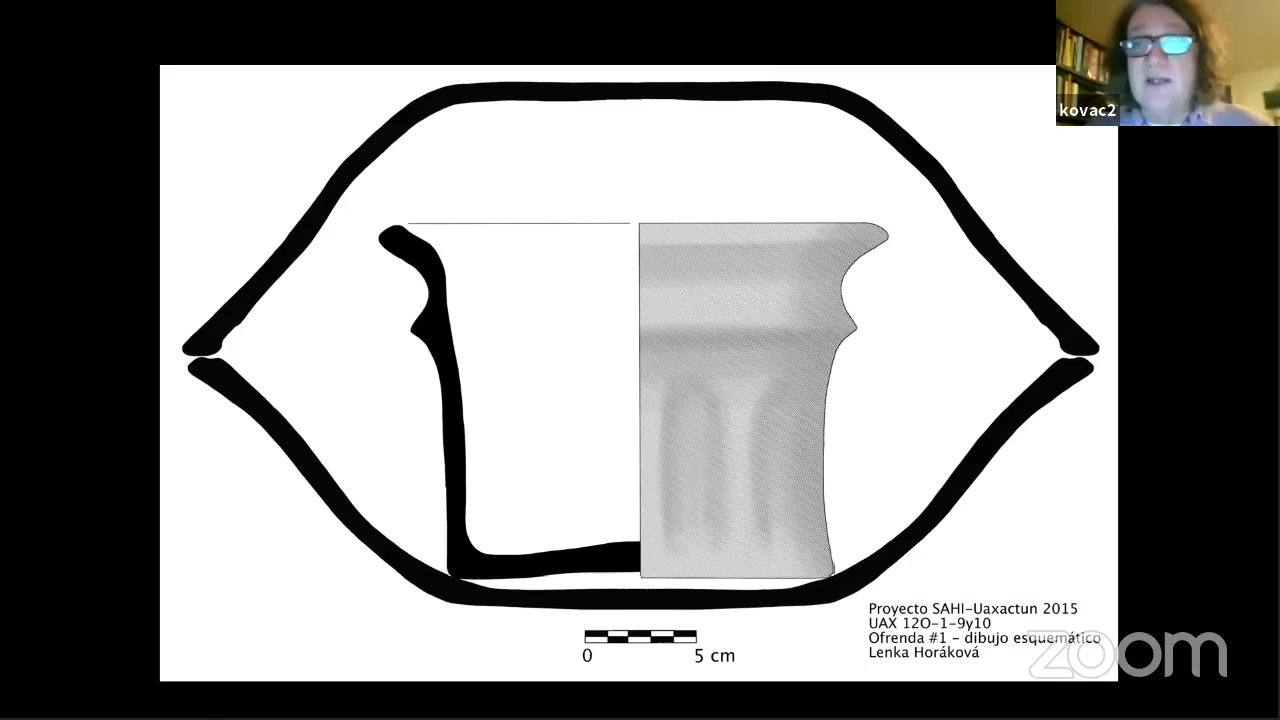 kovac2
0 5 cm
Proyecto SAHI-Uaxactun 2015
UAX 12O-1-9y10
Ofrenda #1 - dibujo esquemático
Lenka Horáková
zoom